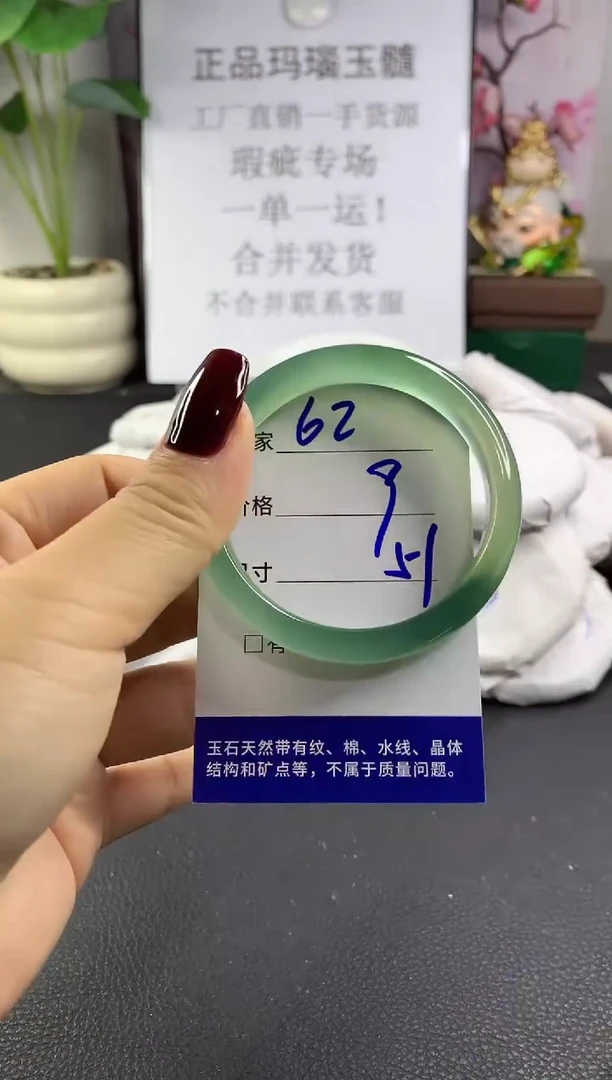 正品玛瑙玉髓
工厂直销一手货源
瑕疵专场
一单一运!
合并发货
不合并联系客服
家 62
价格 9
寸 51
□有
玉石天然带有纹、棉、水线、晶体
结构和矿点等,不属于质量问题。